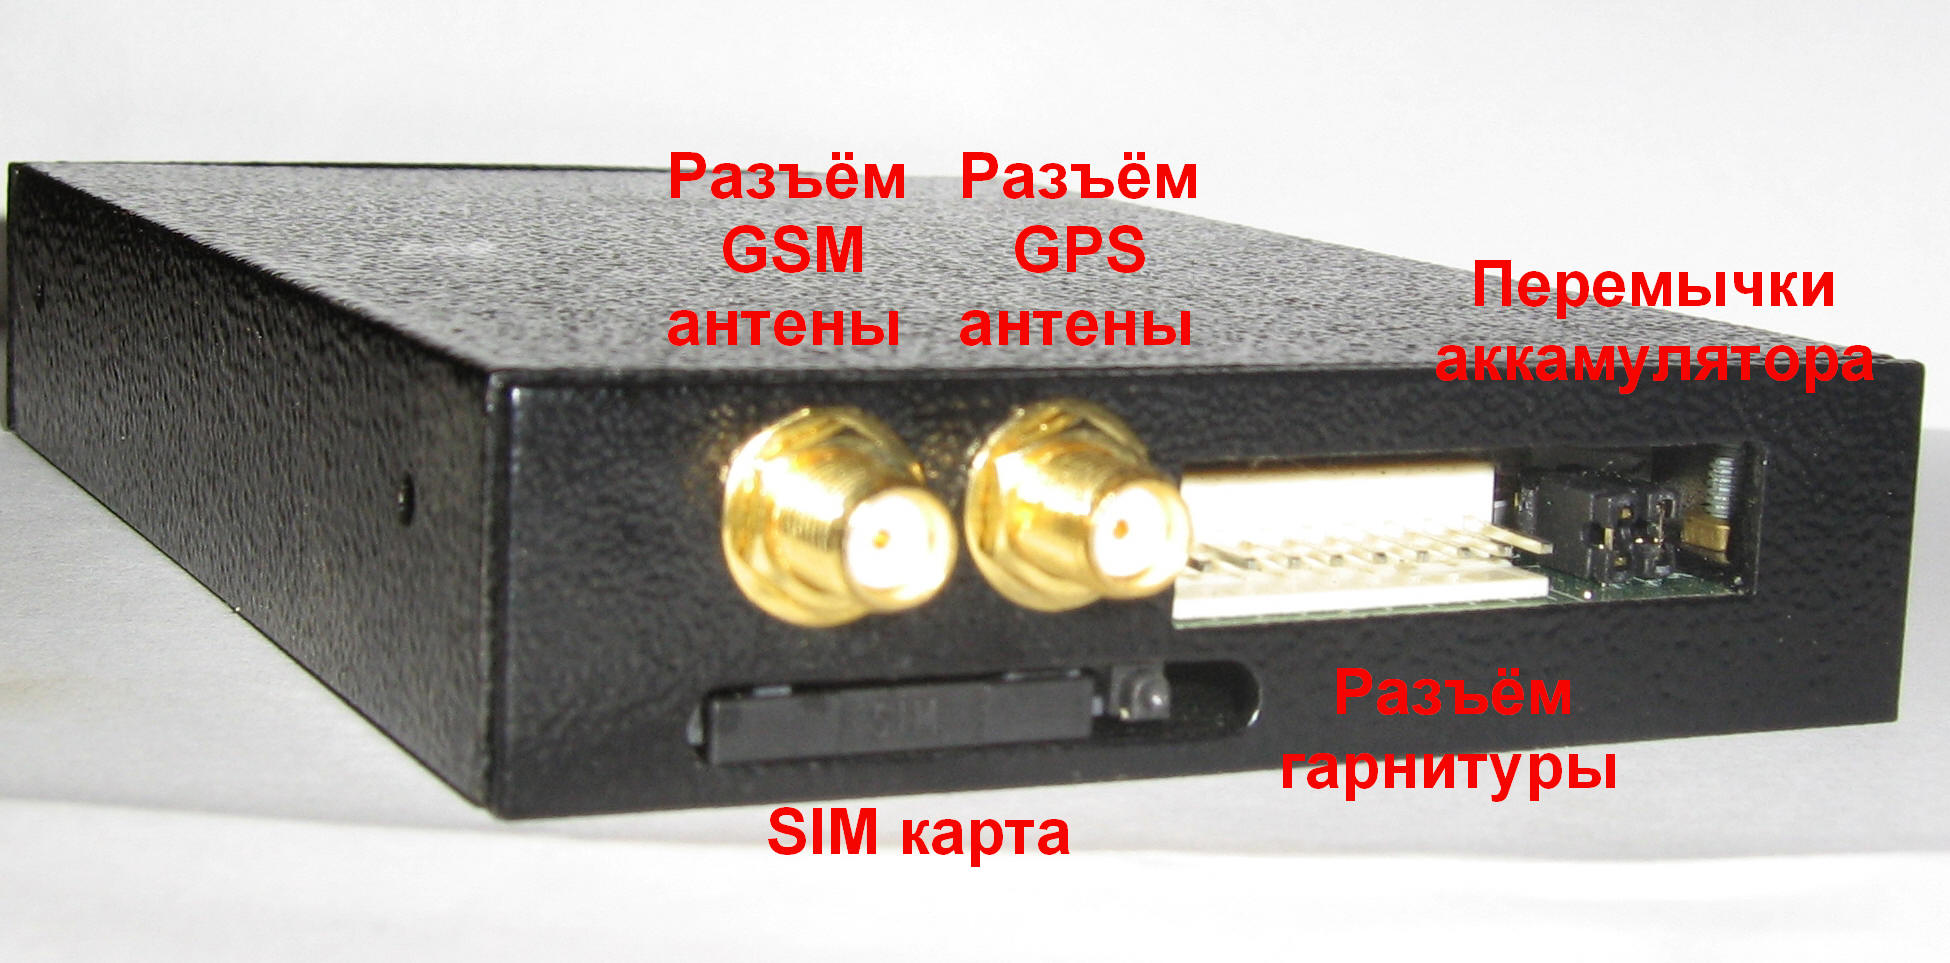 Разъём
GSM
антены
Разъём
GPS
антены
Перемычки
аккамулятора
SIM
Разъём
гарнитуры
SIM карта